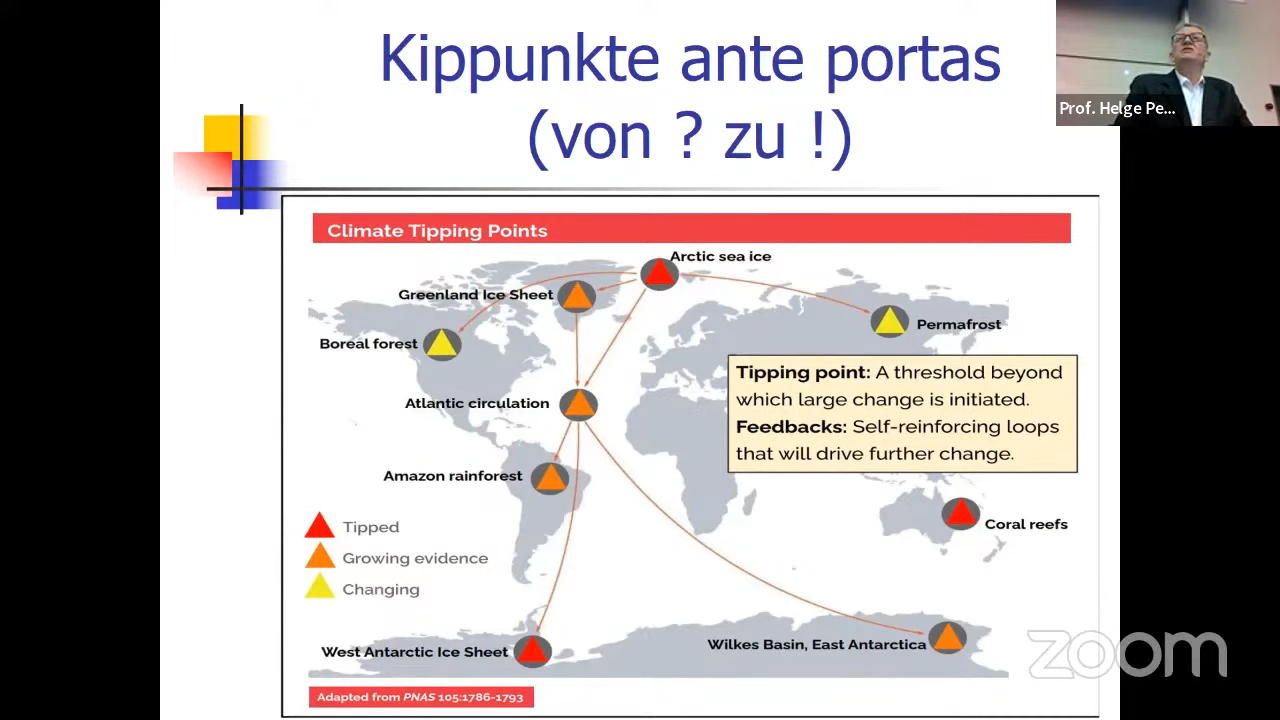 Kippunkte ante portas
(von ? zu !)
Prof. Helge Pe...
Climate Tipping Points
Arctic sea ice
Greenland Ice Sheet
Permafrost
Boreal forest
Tipping point: A threshold beyond
which large change is initiated.
Feedbacks: Self-reinforcing loops
that will drive further change.
Atlantic circulation
Amazon rainforest
Coral reefs
Tipped
Growing evidence
Changing
West Antarctic Ice Sheet
Wilkes Basin, East Antarctica
zoom
Adapted from PNAS 105:1786-1793